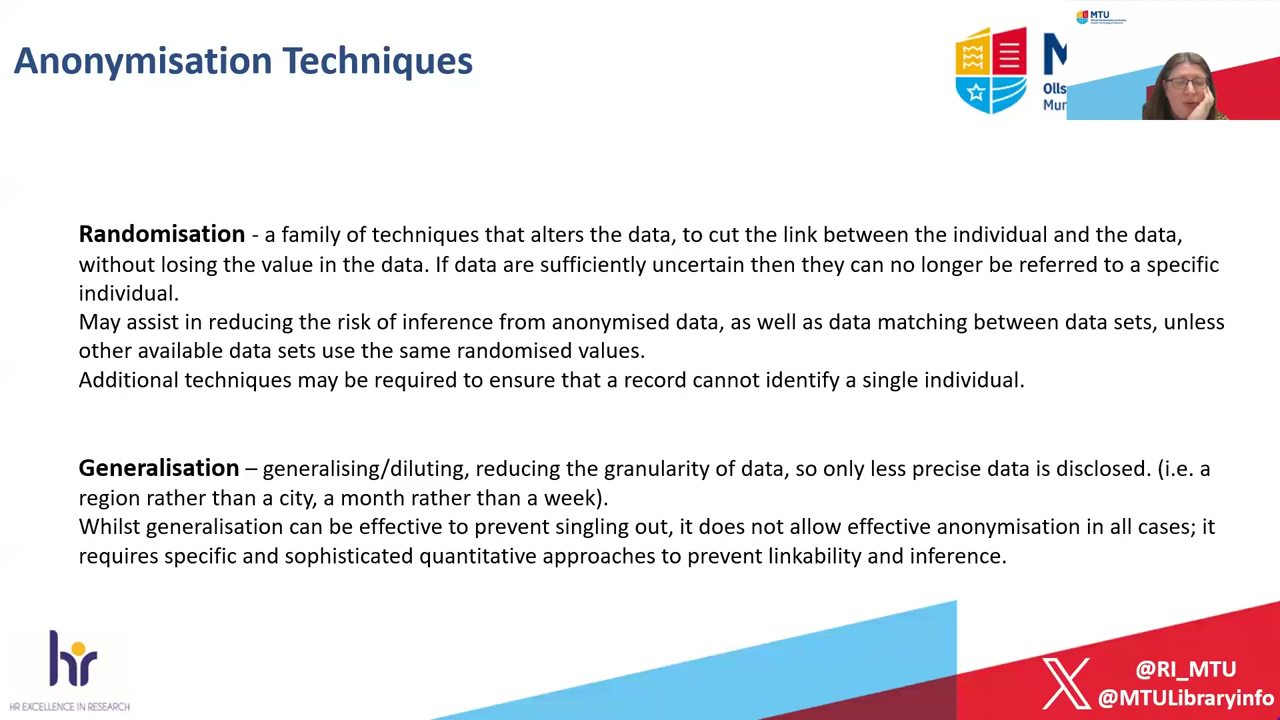 Anonymisation Techniques
M
Olls
Mun
MTU
Randomisation - a family of techniques that alters the data, to cut the link between the individual and the data,
without losing the value in the data. If data are sufficiently uncertain then they can no longer be referred to a specific
individual.
May assist in reducing the risk of inference from anonymised data, as well as data matching between data sets, unless
other available data sets use the same randomised values.
Additional techniques may be required to ensure that a record cannot identify a single individual.
Generalisation – generalising/diluting, reducing the granularity of data, so only less precise data is disclosed. (i.e. a
region rather than a city, a month rather than a week).
Whilst generalisation can be effective to prevent singling out, it does not allow effective anonymisation in all cases; it
requires specific and sophisticated quantitative approaches to prevent linkability and inference.
hr
HR EXCELLENCE IN RESEARCH
@RI_MTU
@MTULibraryinfo